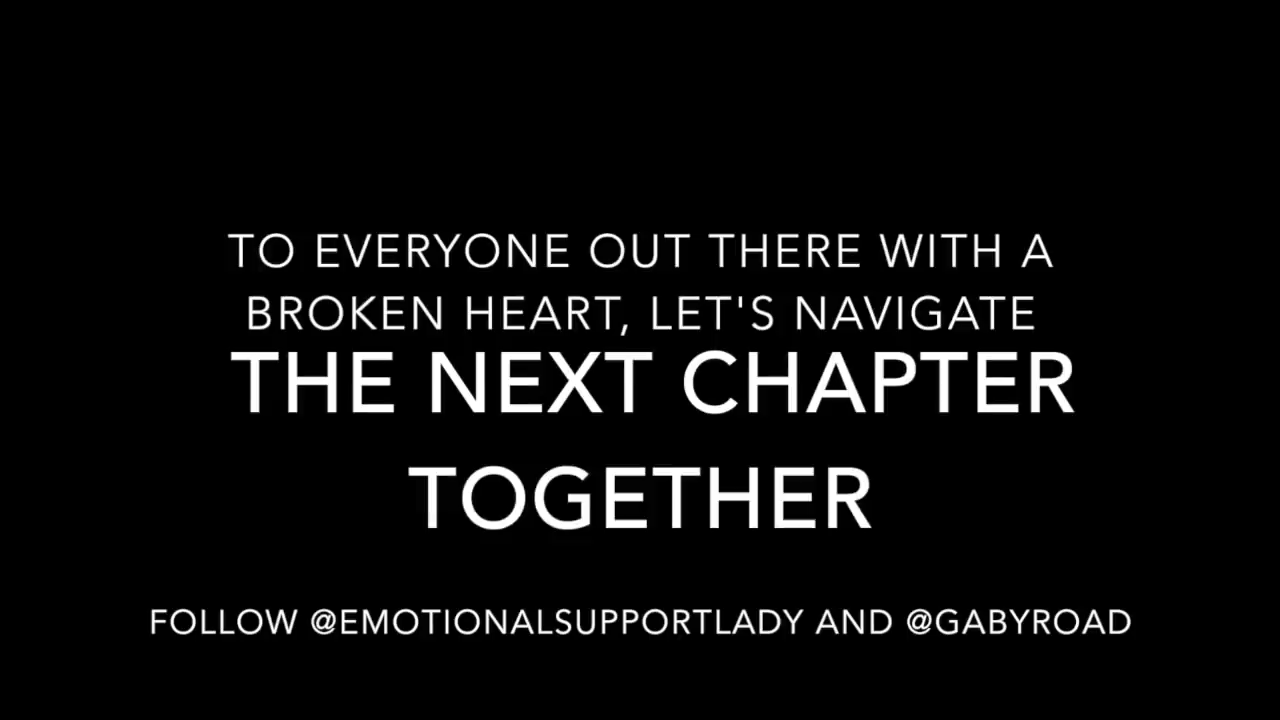 TO EVERYONE OUT THERE WITH A
BROKEN HEART, LET'S NAVIGATE
THE NEXT CHAPTER
TOGETHER
FOLLOW @EMOTIONALSUPPORTLADY AND @GABYROAD